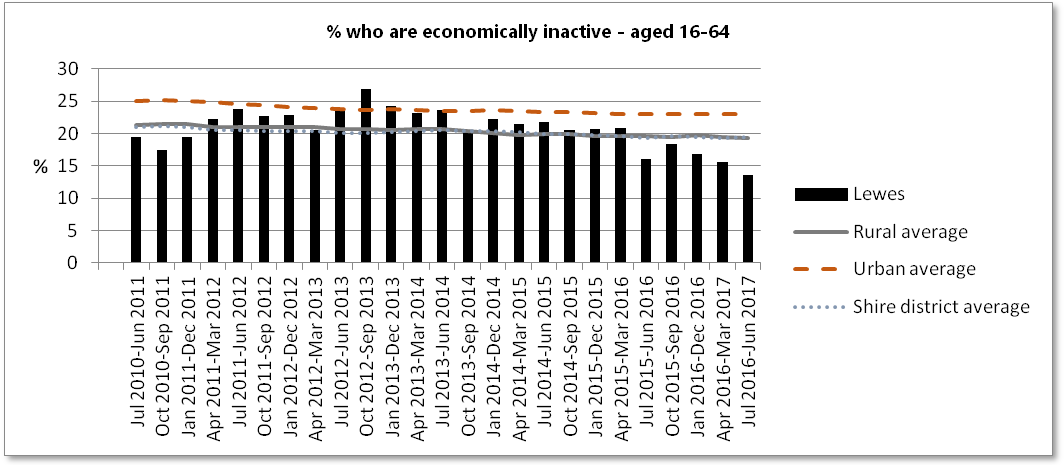 % who are economically inactive - aged 16-64
30
25
20
15
10
5
0
%
Jul 2010-Jun 2011
Oct 2010-Sep 2011
Jan 2011-Dec 2011
Apr 2011-Mar 2012
Jul 2011-Jun 2012
Oct 2011-Sep 2012
Jan 2012-Dec 2012
Apr 2012-Mar 2013
Jul 2012-Jun 2013
Oct 2012-Sep 2013
Jan 2013-Dec 2013
Apr 2013-Mar 2014
Jul 2013-Jun 2014
Oct 2013-Sep 2014
Jan 2014-Dec 2014
Apr 2014-Mar 2015
Jul 2014-Jun 2015
Oct 2014-Sep 2015
Jan 2015-Dec 2015
Apr 2015-Mar 2016
Jul 2015-Jun 2016
Oct 2015-Sep 2016
Jan 2016-Dec 2016
Apr 2016-Mar 2017
Jul 2016-Jun 2017
Lewes
Rural average
Urban average
Shire district average